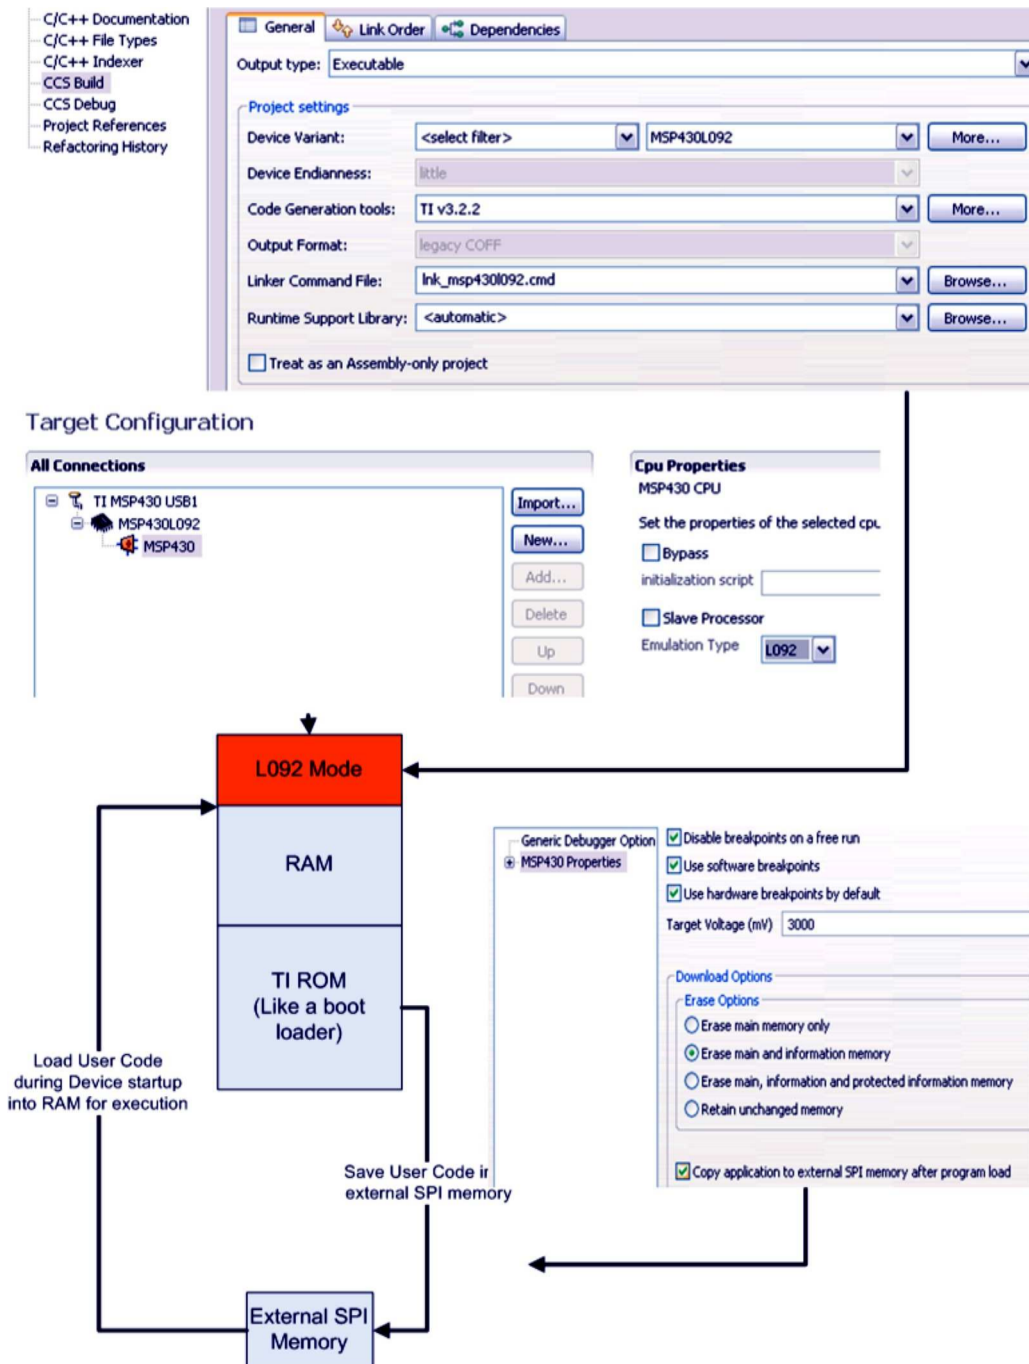 C/C++ Documentation
C/C++ File Types
C/C++ Indexer
CCS Build
CCS Debug
Project References
Refactoring History
General Link Order Dependencies
Output type: Executable
Project settings
Device Variant: <select filter> MSP430L092 More...
Device Endianness: little
Code Generation tools: TI v3.2.2 More...
Output Format: legacy COFF
Linker Command File: lnk_msp430l092.cmd Browse...
Runtime Support Library: <automatic> Browse...
Treat as an Assembly-only project
Target Configuration
All Connections
TI MSP430 USB1
MSP430L092
MSP430
Import...
New...
Add...
Delete
Up
Down
Cpu Properties
MSP430 CPU
Set the properties of the selected cpu.
Bypass
initialization script
Slave Processor
Emulation Type L092
L092 Mode
RAM
TI ROM
(Like a boot
loader)
Load User Code
during Device startup
into RAM for execution
Save User Code in
external SPI memory
External SPI
Memory
Generic Debugger Option
MSP430 Properties
Disable breakpoints on a free run
Use software breakpoints
Use hardware breakpoints by default
Target Voltage (mV) 3000
Download Options
Erase Options
Erase main memory only
Erase main and information memory
Erase main, information and protected information memory
Retain unchanged memory
Copy application to external SPI memory after program load